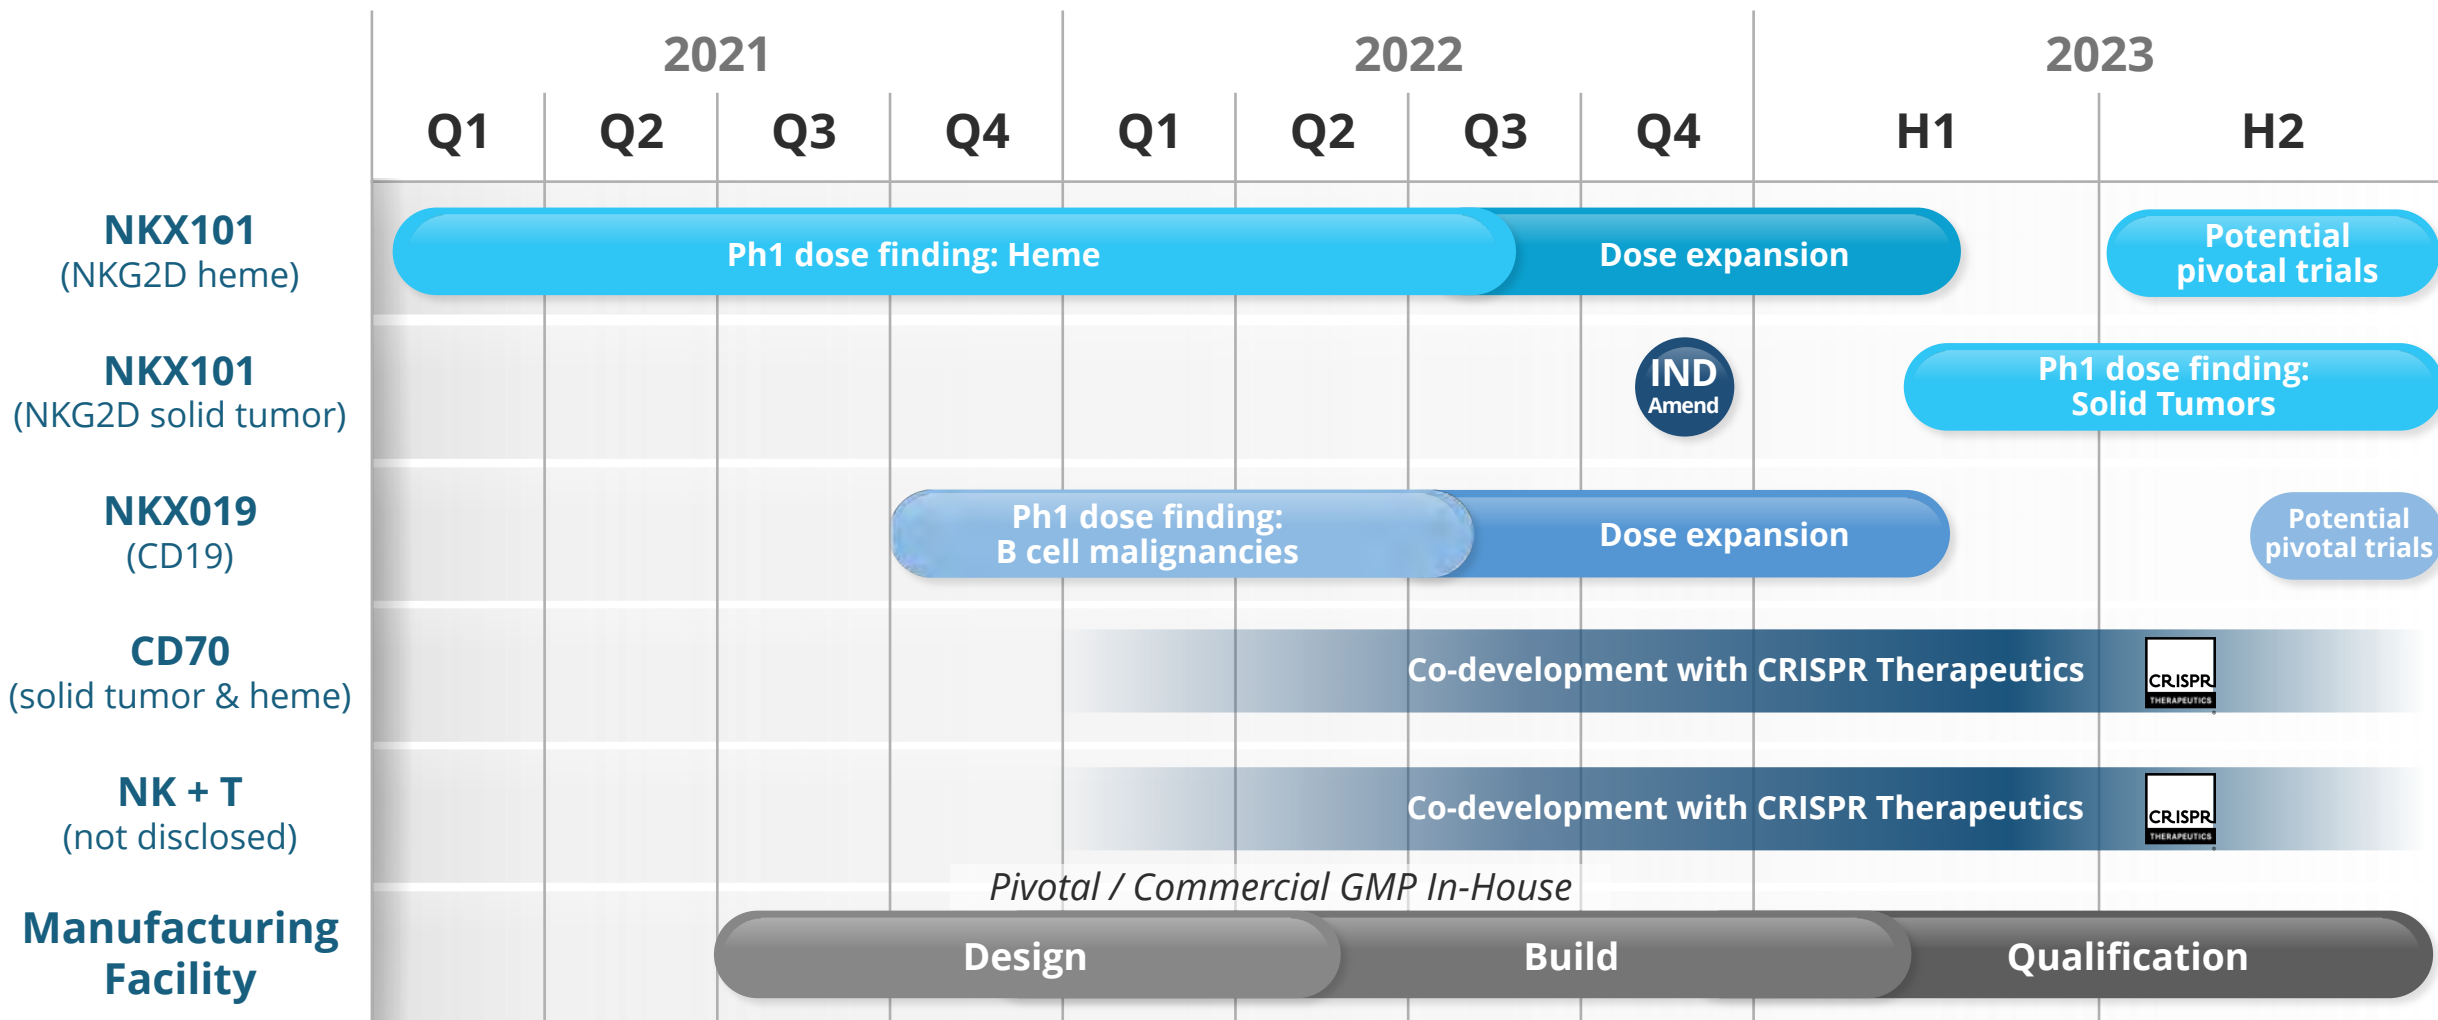 2021
2022
2023
Q1
Q2
Q3
Q4
Q1
Q2
Q3
Q4
H1
H2
NKX101
(NKG2D heme)
Ph1 dose finding: Heme
Dose expansion
Potential
pivotal trials
NKX101
(NKG2D solid tumor)
IND
Amend
Ph1 dose finding:
Solid Tumors
NKX019
(CD19)
Ph1 dose finding:
B cell malignancies
Dose expansion
Potential
pivotal trials
CD70
(solid tumor & heme)
Co-development with CRISPR Therapeutics
CRISPR
THERAPEUTICS
NK + T
(not disclosed)
Co-development with CRISPR Therapeutics
CRISPR
THERAPEUTICS
Pivotal / Commercial GMP In-House
Manufacturing
Facility
Design
Build
Qualification